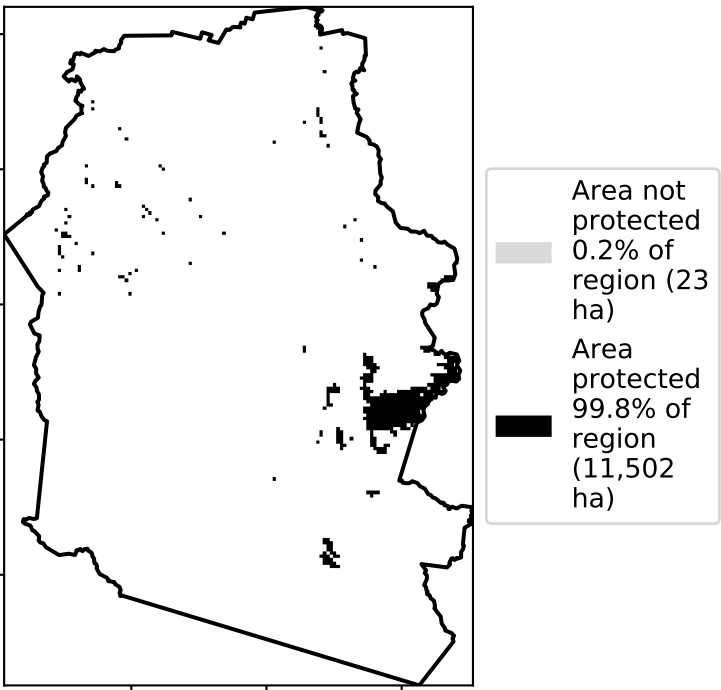 Area not
protected
0.2% of
region (23
ha)
Area
protected
99.8% of
region
(11,502
ha)